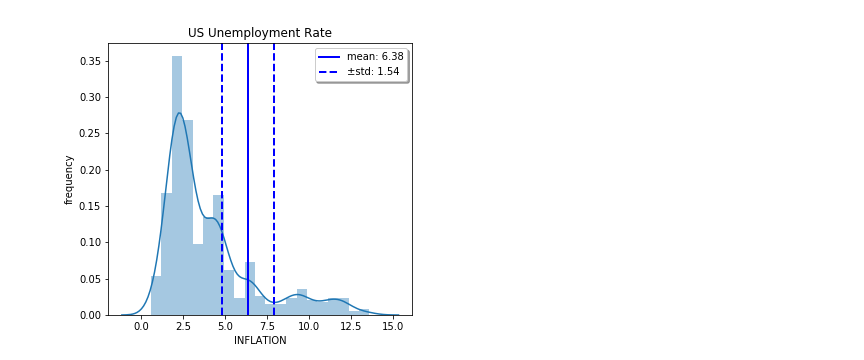 US Unemployment Rate
mean: 6.38
±std: 1.54
0.35
0.30
0.25
0.20
0.15
0.10
0.05
0.00
frequency
0.0 2.5 5.0 7.5 10.0 12.5 15.0
INFLATION